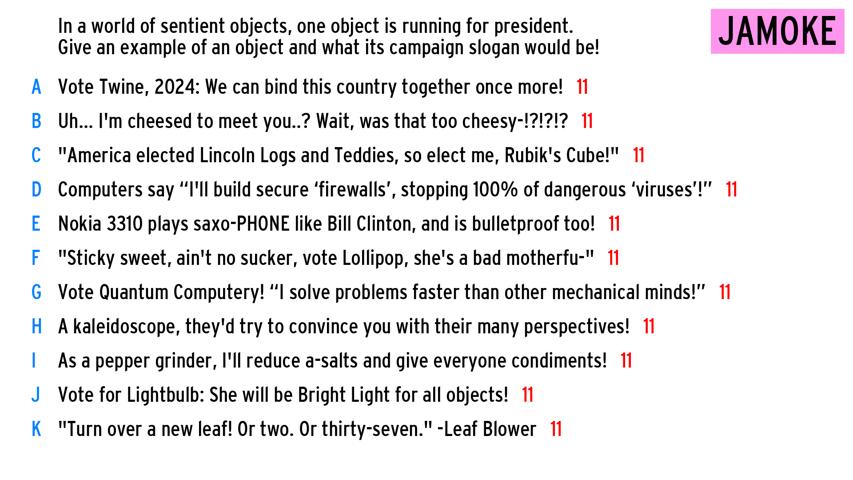 In a world of sentient objects, one object is running for president.
Give an example of an object and what its campaign slogan would be!
JAMOKE
A Vote Twine, 2024: We can bind this country together once more! 11
B Uh... I'm cheesed to meet you..? Wait, was that too cheesy-!?!?!? 11
C "America elected Lincoln Logs and Teddies, so elect me, Rubik's Cube!" 11
D Computers say “I'll build secure ‘firewalls’, stopping 100% of dangerous ‘viruses’!” 11
E Nokia 3310 plays saxo-PHONE like Bill Clinton, and is bulletproof too! 11
F "Sticky sweet, ain't no sucker, vote Lollipop, she's a bad motherfu-" 11
G Vote Quantum Computery! “I solve problems faster than other mechanical minds!” 11
H A kaleidoscope, they'd try to convince you with their many perspectives! 11
I As a pepper grinder, I'll reduce a-salts and give everyone condiments! 11
J Vote for Lightbulb: She will be Bright Light for all objects! 11
K "Turn over a new leaf! Or two. Or thirty-seven." -Leaf Blower 11